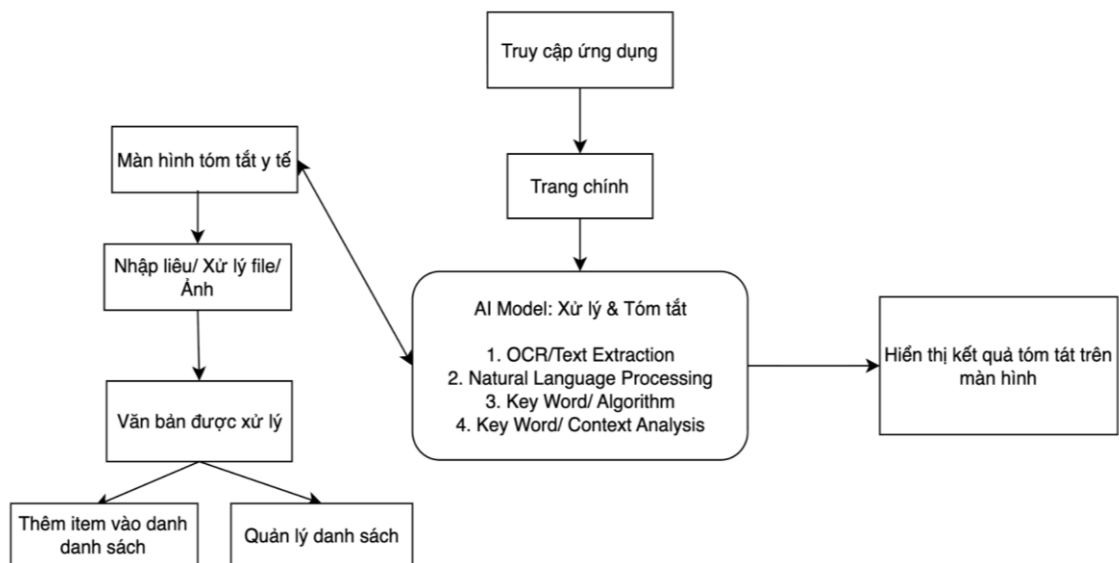 Truy cập ứng dụng
Màn hình tóm tắt y tế
Trang chính
Nhập liêu/ Xử lý file/
Ảnh
AI Model: Xử lý & Tóm tắt
1. OCR/Text Extraction
2. Natural Language Processing
3. Key Word/ Algorithm
4. Key Word/ Context Analysis
Hiển thị kết quả tóm tát trên
màn hình
Văn bản được xử lý
Thêm item vào danh
danh sách
Quản lý danh sách